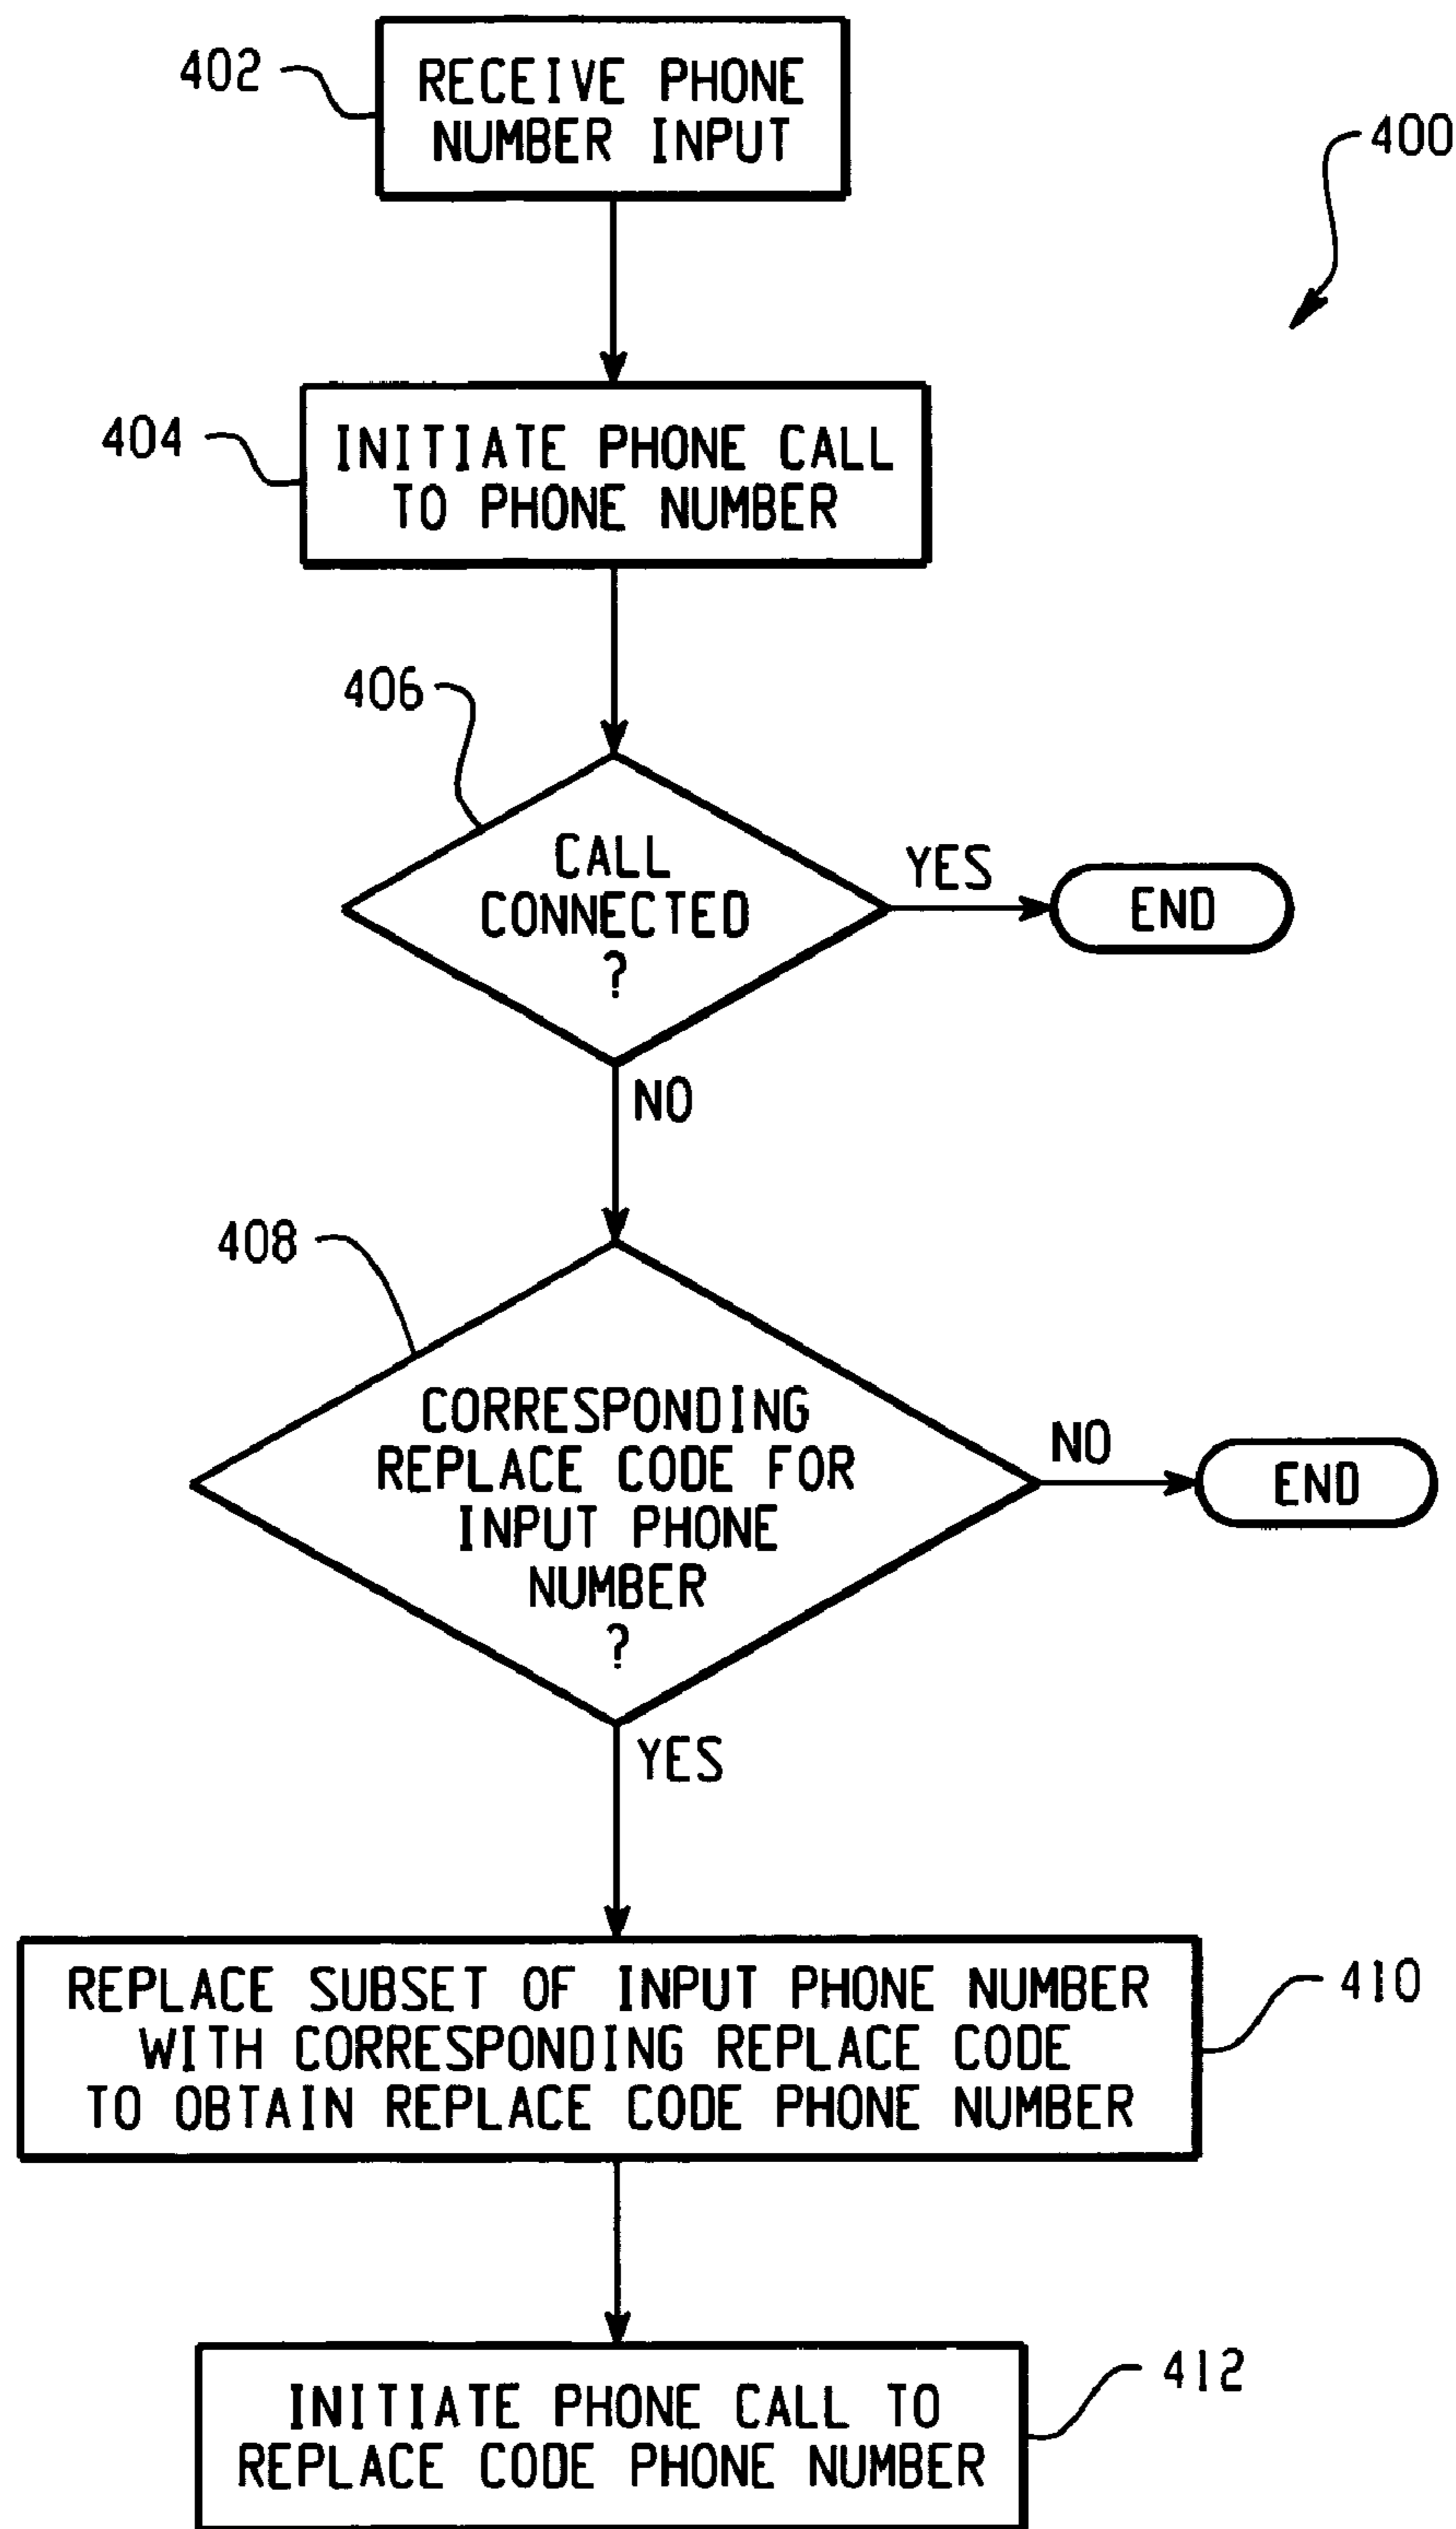 402
RECEIVE PHONE
NUMBER INPUT
400
404
INITIATE PHONE CALL
TO PHONE NUMBER
406
CALL
CONNECTED
?
YES
END
NO
408
CORRESPONDING
REPLACE CODE FOR
INPUT PHONE
NUMBER
?
NO
END
YES
REPLACE SUBSET OF INPUT PHONE NUMBER
WITH CORRESPONDING REPLACE CODE
TO OBTAIN REPLACE CODE PHONE NUMBER
410
INITIATE PHONE CALL TO
REPLACE CODE PHONE NUMBER
412